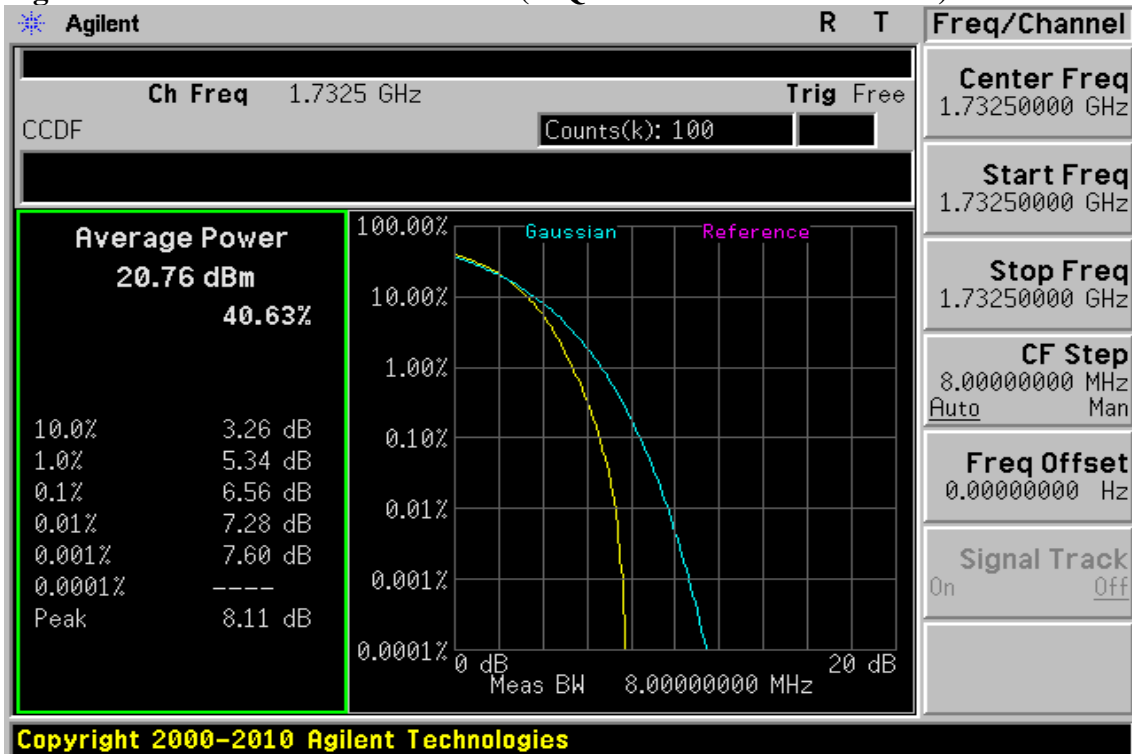 Agilent R T
Ch Freq 1.7325 GHz Trig Free
CCDF Counts(k): 100
Average Power
20.76 dBm
40.63%
10.0% 3.26 dB
1.0% 5.34 dB
0.1% 6.56 dB
0.01% 7.28 dB
0.001% 7.60 dB
0.0001% ----
Peak 8.11 dB
100.00%
Gaussian Reference
10.00%
1.00%
0.10%
0.01%
0.001%
0.0001%
0 dB 20 dB
Meas BW 8.00000000 MHz
Freq/Channel
Center Freq
1.73250000 GHz
Start Freq
1.73250000 GHz
Stop Freq
1.73250000 GHz
CF Step
8.00000000 MHz
Auto Man
Freq Offset
0.00000000 Hz
Signal Track
On Off
Copyright 2000-2010 Agilent Technologies